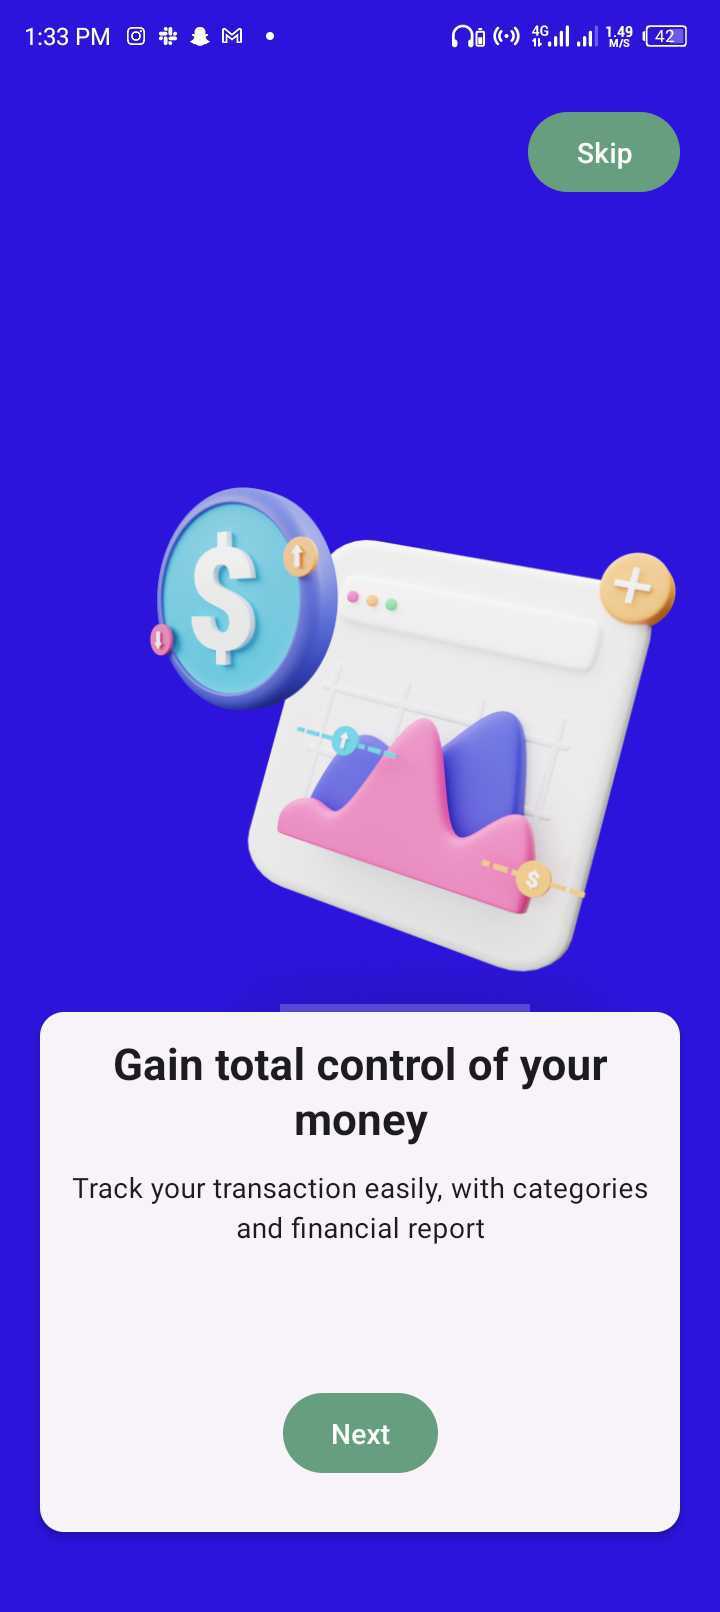 1:33 PM 4G 1.49 M/S 42
Skip
$
$
Gain total control of your
money
Track your transaction easily, with categories
and financial report
Next